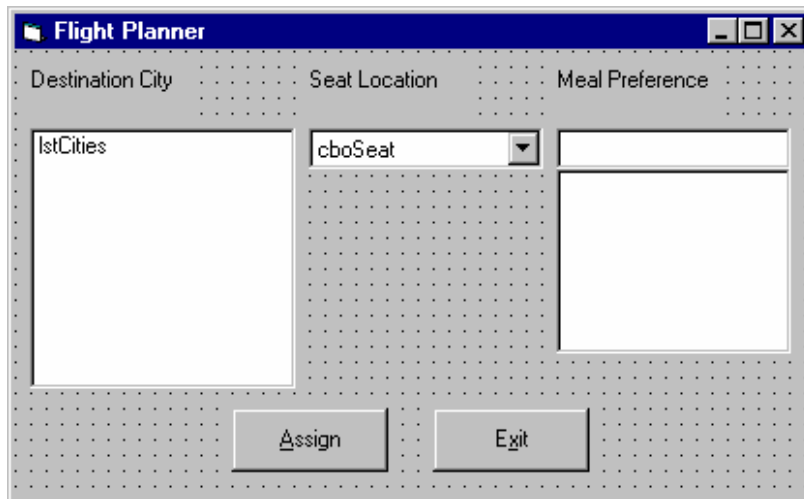 Flight Planner
Destination City
Seat Location
Meal Preference
lstCities
cboSeat
Assign
Exit